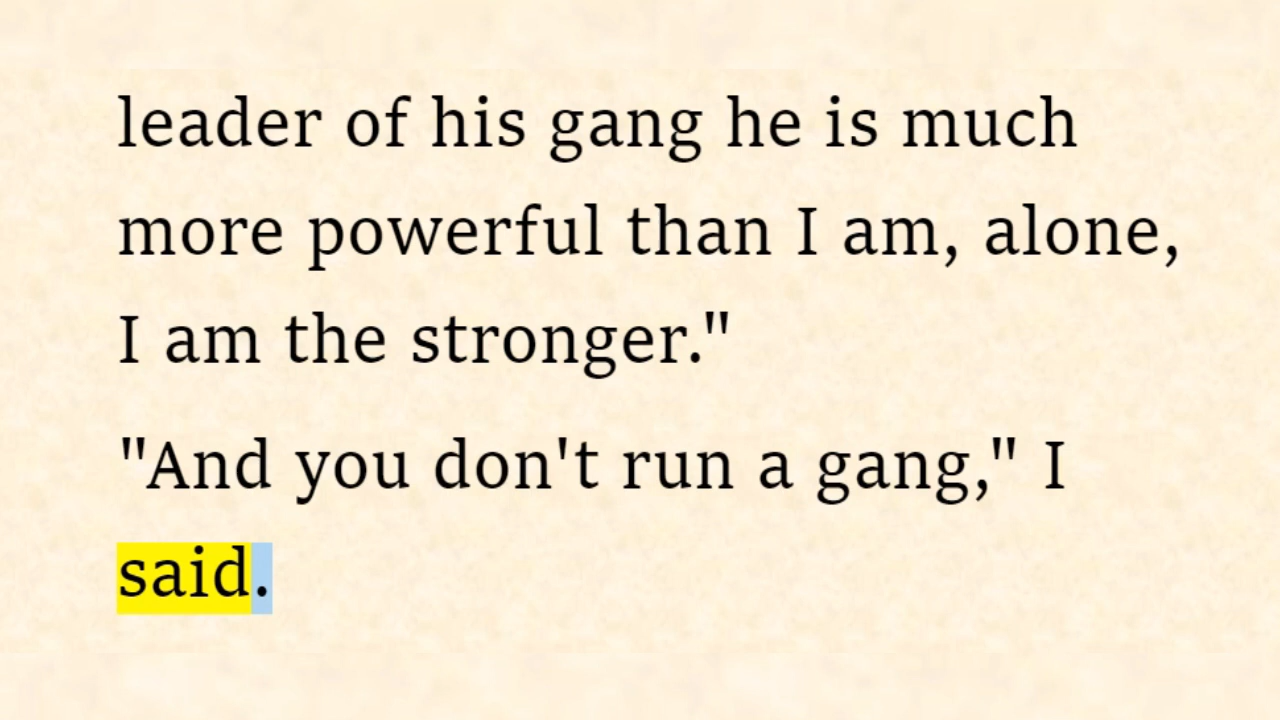 leader of his gang he is much
more powerful than I am, alone,
I am the stronger."
"And you don't run a gang," I
said.